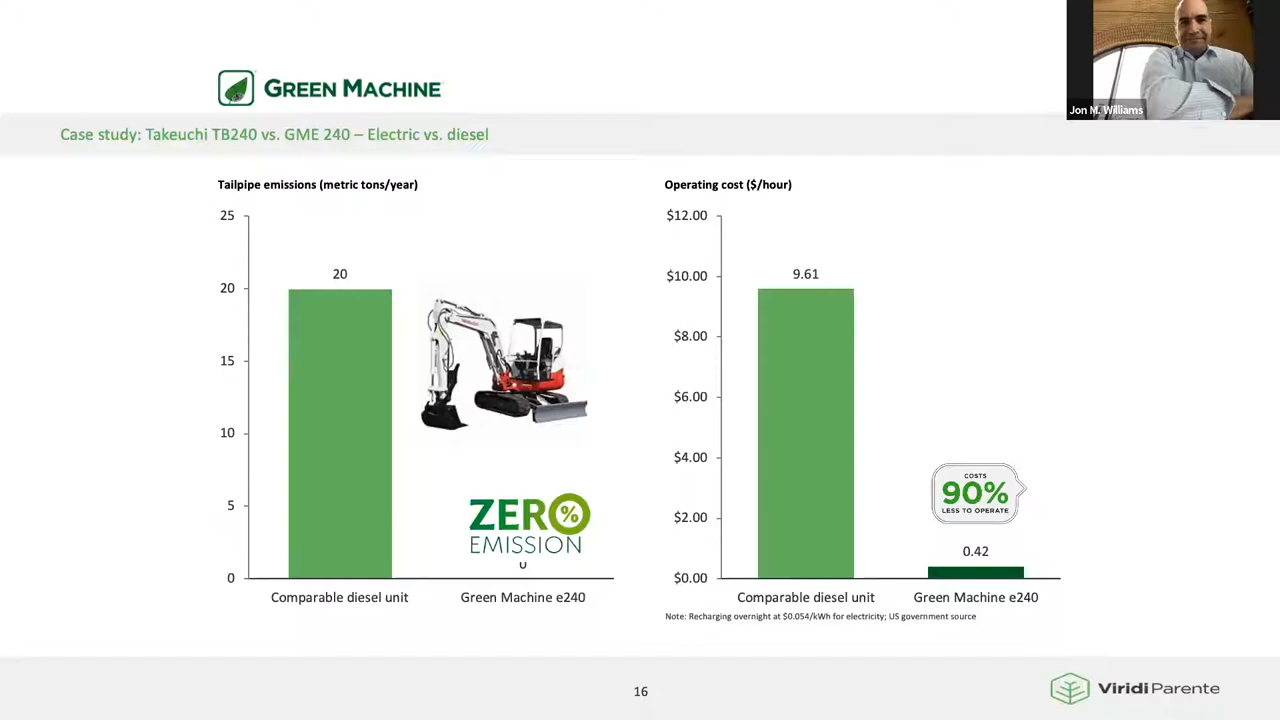 GREEN MACHINE
Jon M. Williams
Case study: Takeuchi TB240 vs. GME 240 – Electric vs. diesel
Tailpipe emissions (metric tons/year)
25
20
15
10
5
0
20
ZERO %
EMISSION
Comparable diesel unit
Green Machine e240
Operating cost ($/hour)
$12.00
$10.00
$8.00
$6.00
$4.00
$2.00
$0.00
9.61
COSTS
90%
LESS TO OPERATE
0.42
Comparable diesel unit
Green Machine e240
Note: Recharging overnight at $0.054/kWh for electricity; US government source
16
Viridi Parente